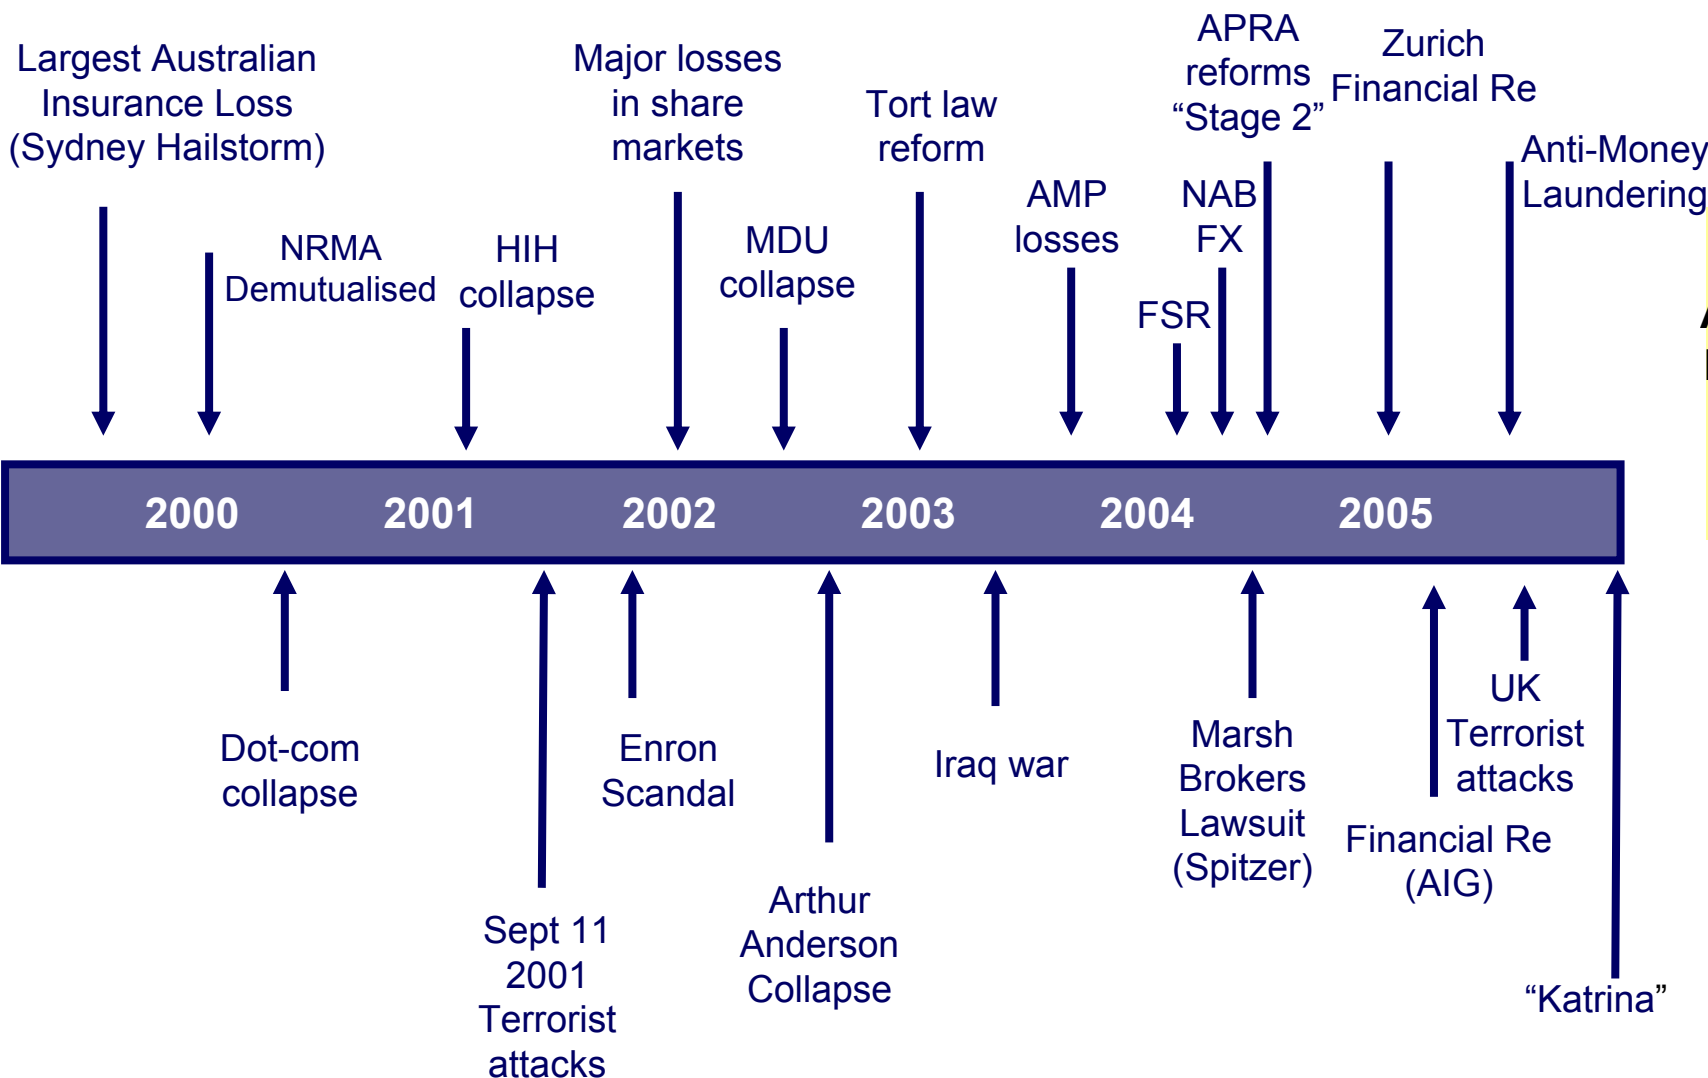 Largest Australian
Insurance Loss
(Sydney Hailstorm)
NRMA
Demutualised
HIH
collapse
Major losses
in share
markets
MDU
collapse
Tort law
reform
AMP
losses
FSR
NAB
FX
APRA
reforms
“Stage 2”
Zurich
Financial Re
Anti-Money
Laundering
2000 2001 2002 2003 2004 2005
Dot-com
collapse
Sept 11
2001
Terrorist
attacks
Enron
Scandal
Arthur
Anderson
Collapse
Iraq war
Marsh
Brokers
Lawsuit
(Spitzer)
Financial Re
(AIG)
UK
Terrorist
attacks
“Katrina”